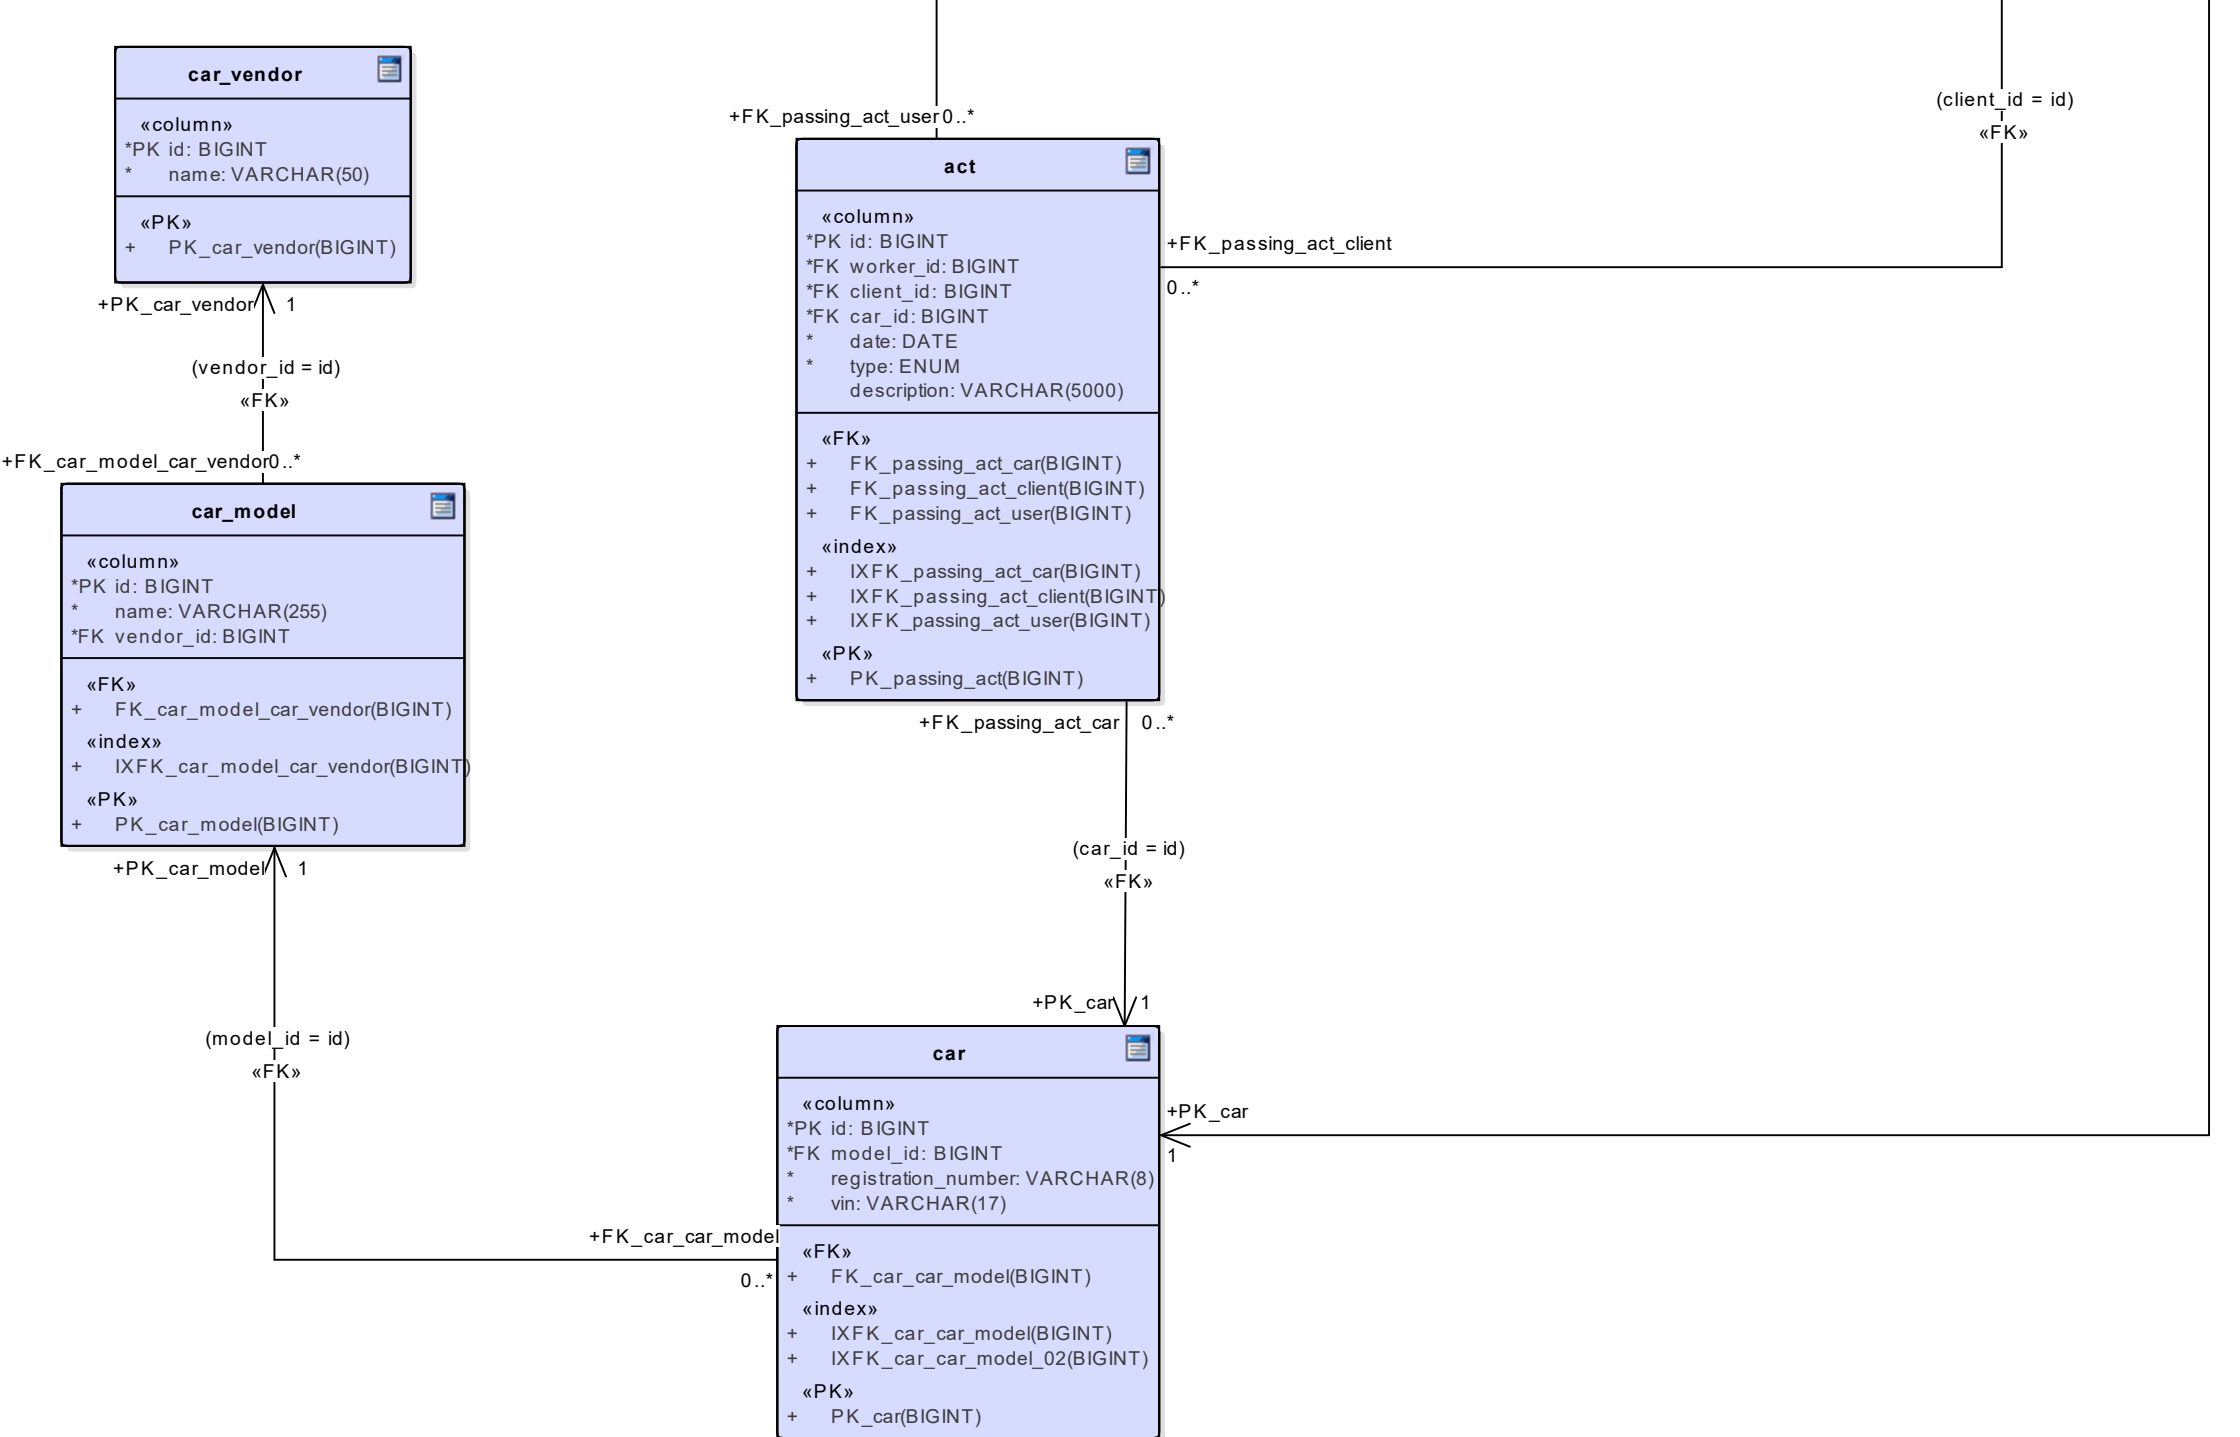 car_vendor
«column»
*PK id: BIGINT
* name: VARCHAR(50)
«PK»
+ PK_car_vendor(BIGINT)
+PK_car_vendor 1
(vendor_id = id)
«FK»
+FK_car_model_car_vendor 0..*
car_model
«column»
*PK id: BIGINT
* name: VARCHAR(255)
*FK vendor_id: BIGINT
«FK»
+ FK_car_model_car_vendor(BIGINT)
«index»
+ IXFK_car_model_car_vendor(BIGINT)
«PK»
+ PK_car_model(BIGINT)
+PK_car_model 1
(model_id = id)
«FK»
+FK_passing_act_user 0..*
act
«column»
*PK id: BIGINT
*FK worker_id: BIGINT
*FK client_id: BIGINT
*FK car_id: BIGINT
* date: DATE
* type: ENUM
description: VARCHAR(5000)
«FK»
+ FK_passing_act_car(BIGINT)
+ FK_passing_act_client(BIGINT)
+ FK_passing_act_user(BIGINT)
«index»
+ IXFK_passing_act_car(BIGINT)
+ IXFK_passing_act_client(BIGINT)
+ IXFK_passing_act_user(BIGINT)
«PK»
+ PK_passing_act(BIGINT)
(client_id = id)
«FK»
+FK_passing_act_client
0..*
+FK_passing_act_car 0..*
(car_id = id)
«FK»
+PK_car 1
car
«column»
*PK id: BIGINT
*FK model_id: BIGINT
* registration_number: VARCHAR(8)
* vin: VARCHAR(17)
«FK»
+ FK_car_car_model(BIGINT)
«index»
+ IXFK_car_car_model(BIGINT)
+ IXFK_car_car_model_02(BIGINT)
«PK»
+ PK_car(BIGINT)
+PK_car
1
+FK_car_car_model
0..*